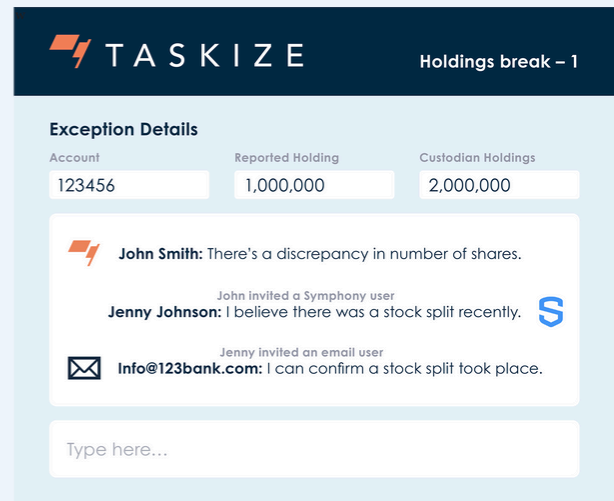 TASKIZE
Holdings break – 1
Exception Details
Account
Reported Holding
Custodian Holdings
123456
1,000,000
2,000,000
John Smith: There's a discrepancy in number of shares.
John invited a Symphony user
Jenny Johnson: I believe there was a stock split recently.
Jenny invited an email user
Info@123bank.com: I can confirm a stock split took place.
Type here...